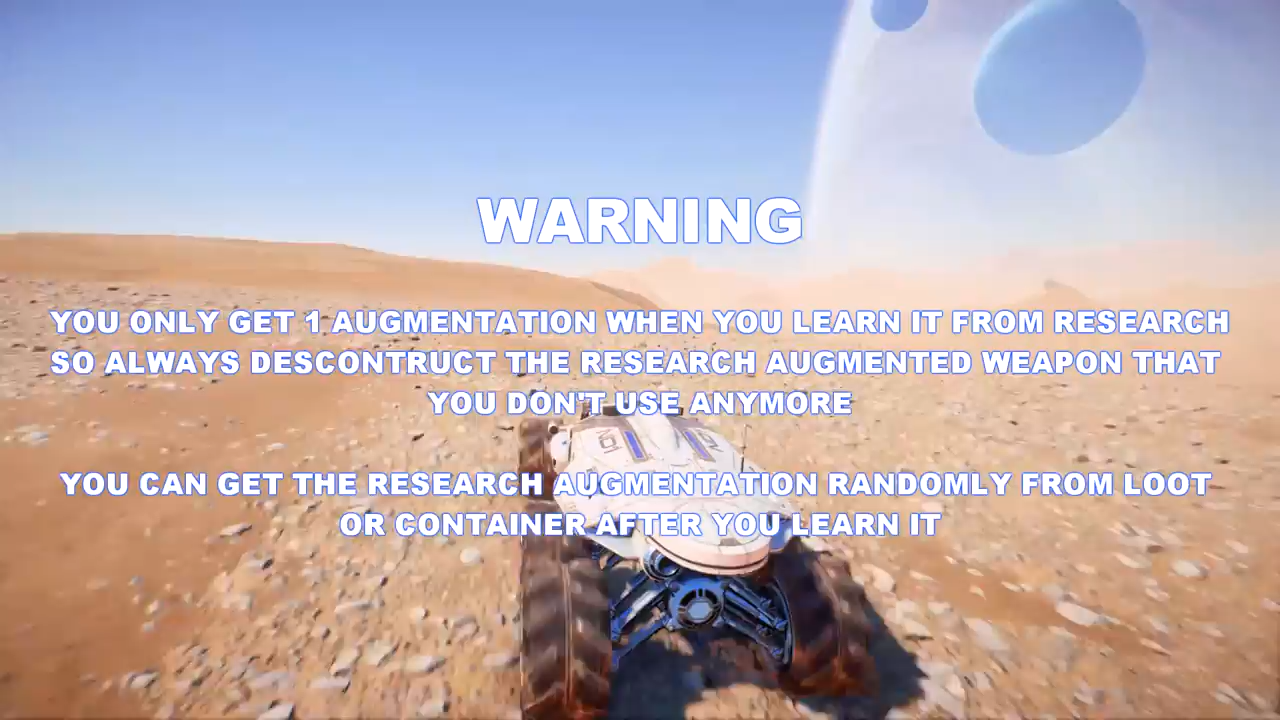 WARNING
YOU ONLY GET 1 AUGMENTATION WHEN YOU LEARN IT FROM RESEARCH
SO ALWAYS DESCONTRUCT THE RESEARCH AUGMENTED WEAPON THAT
YOU DON'T USE ANYMORE
YOU CAN GET THE RESEARCH AUGMENTATION RANDOMLY FROM LOOT
OR CONTAINER AFTER YOU LEARN IT